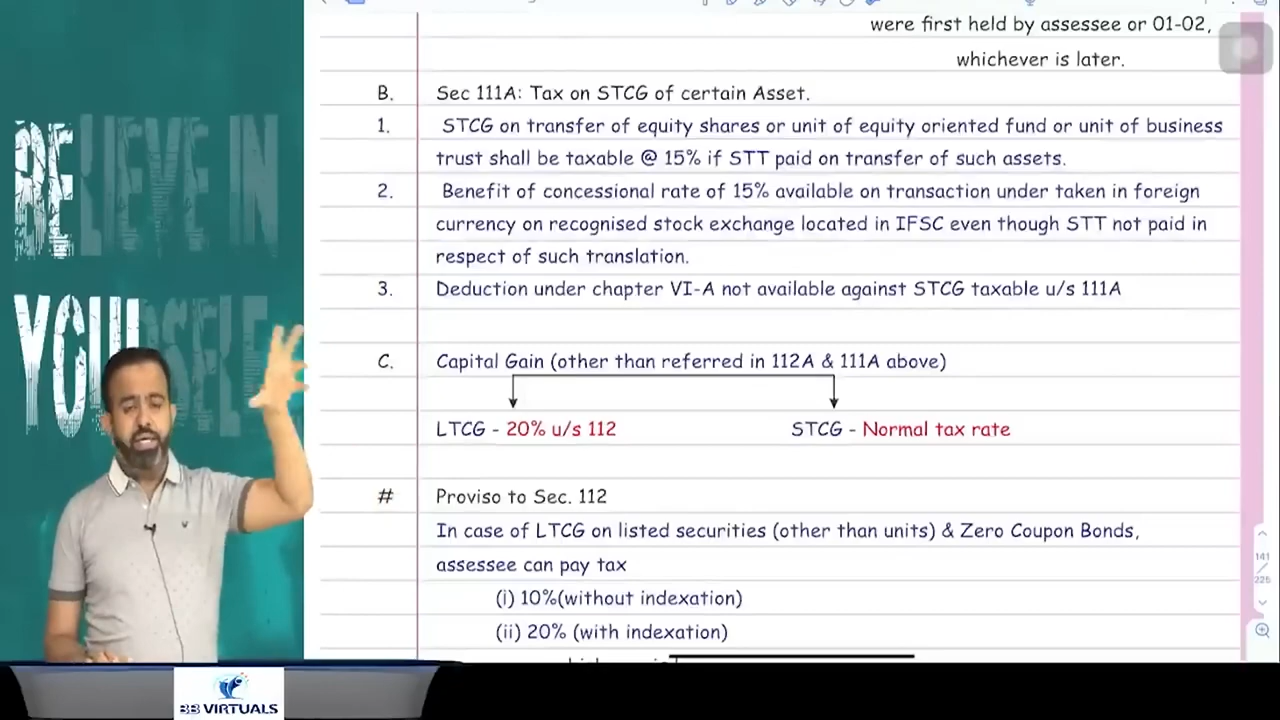 BELIEVE IN
YOURSELF
were first held by assessee or 01-02,
whichever is later.
B. Sec 111A: Tax on STCG of certain Asset.
1. STCG on transfer of equity shares or unit of equity oriented fund or unit of business
trust shall be taxable @ 15% if STT paid on transfer of such assets.
2. Benefit of concessional rate of 15% available on transaction under taken in foreign
currency on recognised stock exchange located in IFSC even though STT not paid in
respect of such translation.
3. Deduction under chapter VI-A not available against STCG taxable u/s 111A
C. Capital Gain (other than referred in 112A & 111A above)
LTCG - 20% u/s 112 STCG - Normal tax rate
# Proviso to Sec. 112
In case of LTCG on listed securities (other than units) & Zero Coupon Bonds,
assessee can pay tax
(i) 10%(without indexation)
(ii) 20% (with indexation)
141
/
225
BB VIRTUALS